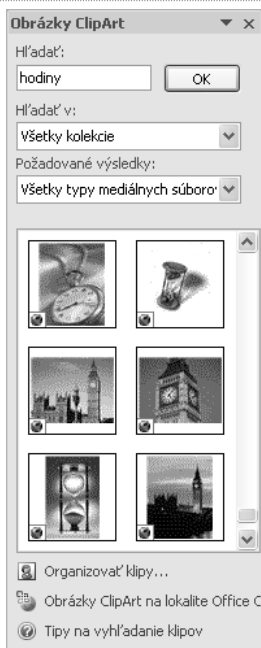 Obrázky ClipArt
Hľadať:
hodiny
OK
Hľadať v:
Všetky kolekcie
Požadované výsledky:
Všetky typy mediálnych súborov
Organizovať klipy...
Obrázky ClipArt na lokalite Office O
Tipy na vyhľadanie klipov